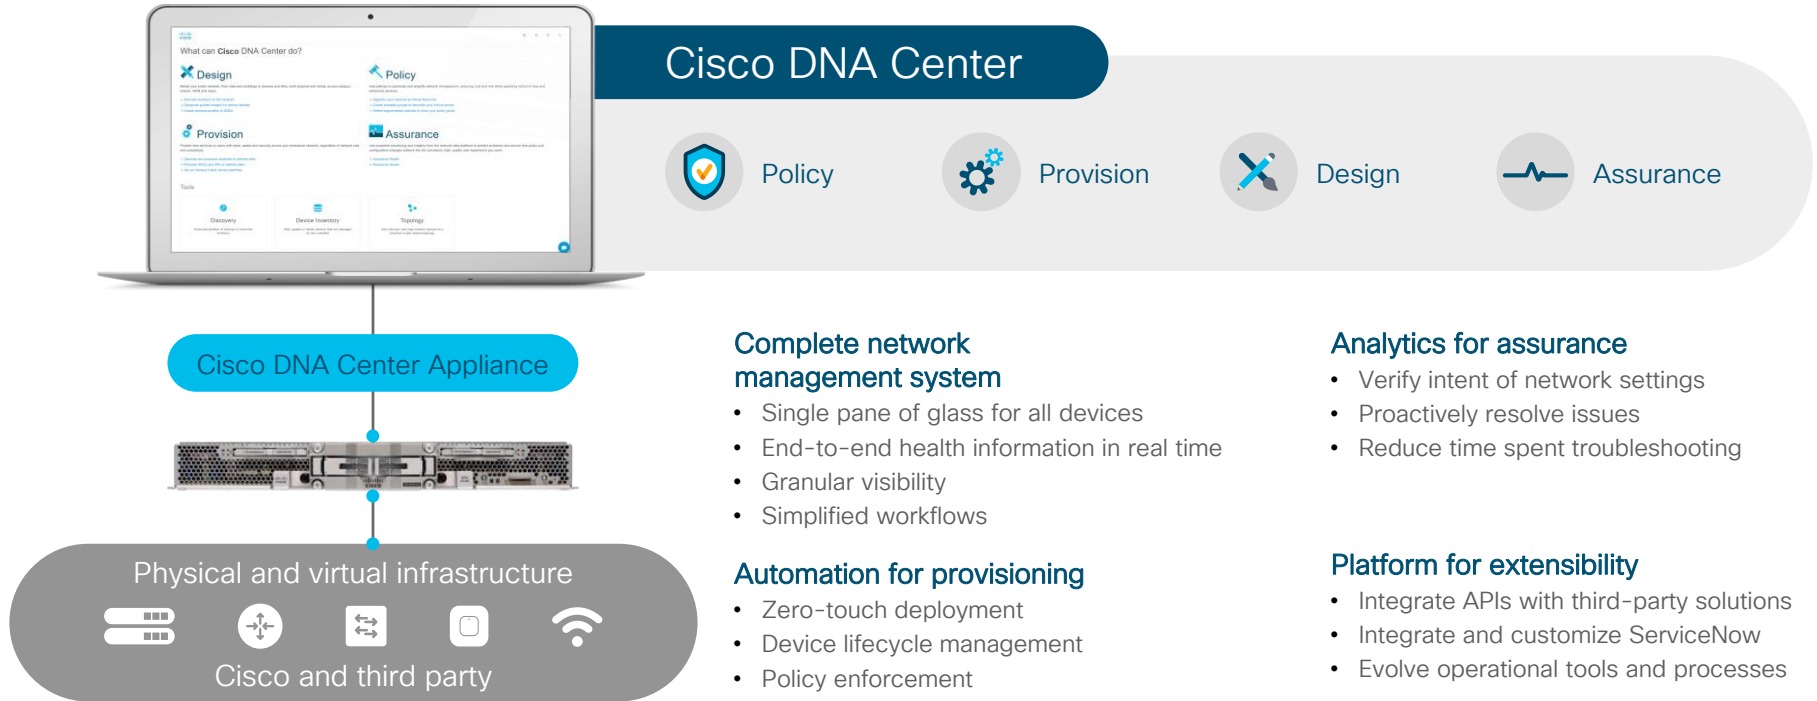 What can Cisco DNA Center do?
Design
Policy
Provision
Assurance
Tools
Discovery
Device Inventory
Topology
Cisco DNA Center
Policy
Provision
Design
Assurance
Cisco DNA Center Appliance
Physical and virtual infrastructure
Cisco and third party
Complete network
management system
• Single pane of glass for all devices
• End-to-end health information in real time
• Granular visibility
• Simplified workflows
Automation for provisioning
• Zero-touch deployment
• Device lifecycle management
• Policy enforcement
Analytics for assurance
• Verify intent of network settings
• Proactively resolve issues
• Reduce time spent troubleshooting
Platform for extensibility
• Integrate APIs with third-party solutions
• Integrate and customize ServiceNow
• Evolve operational tools and processes